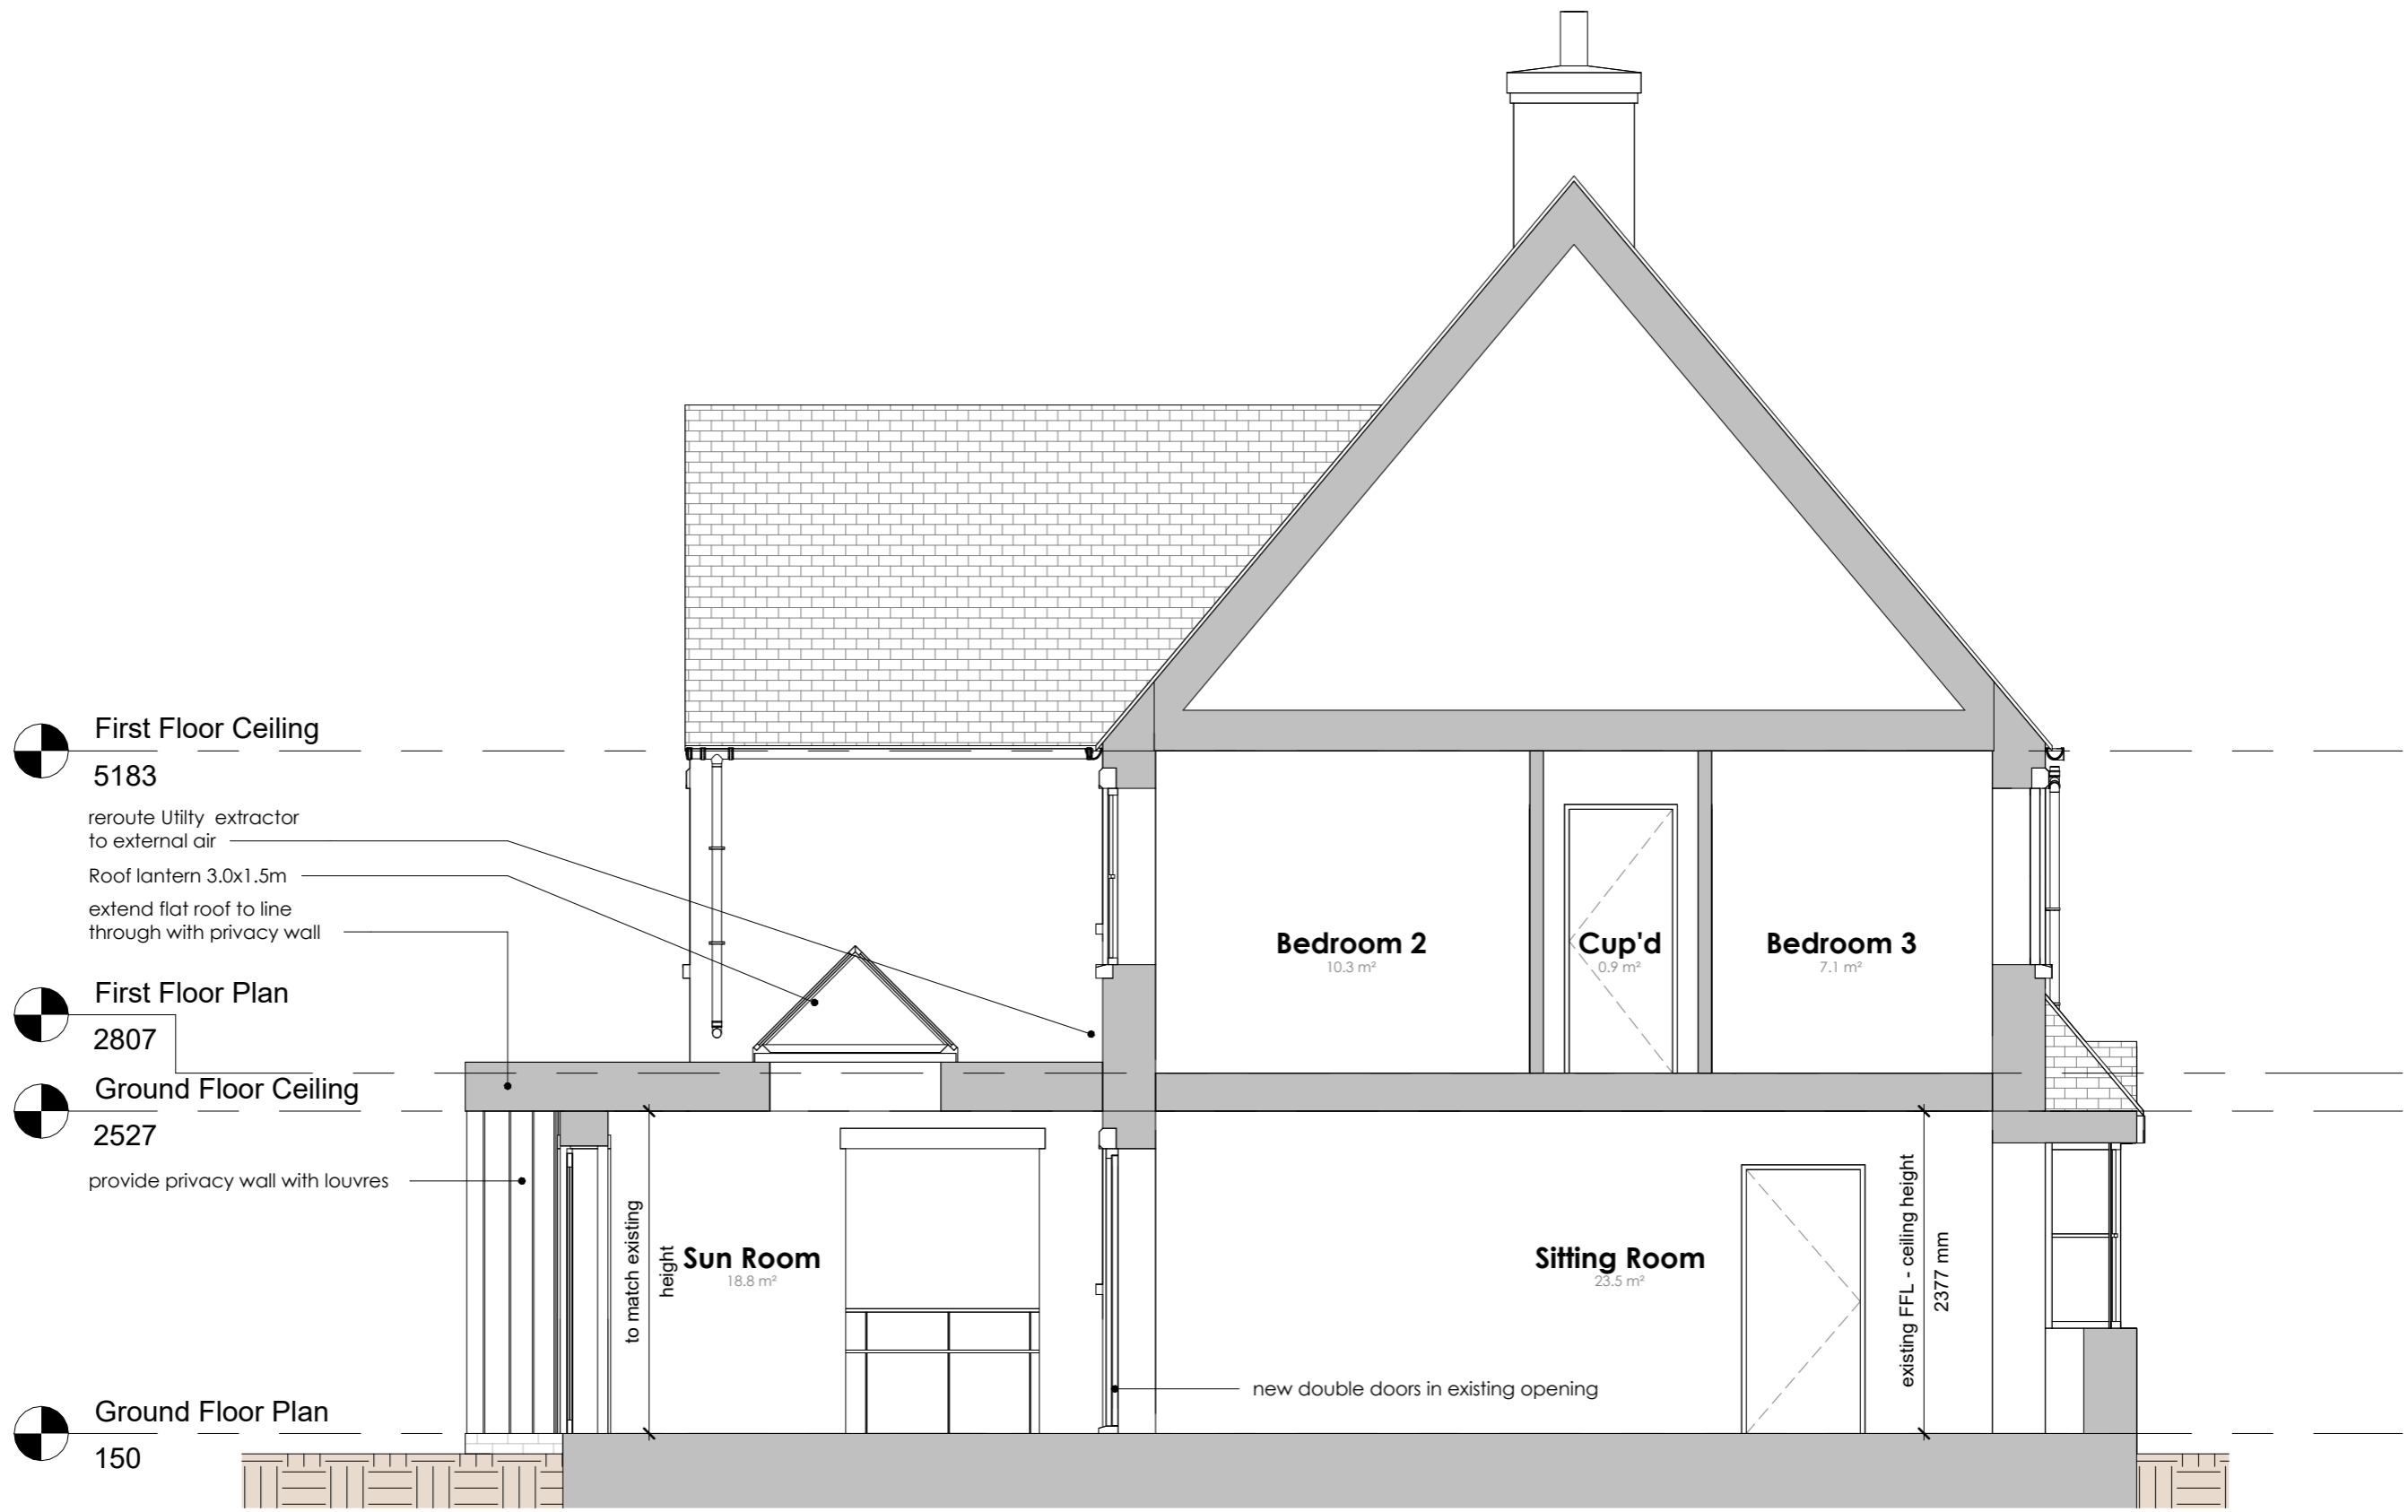 First Floor Ceiling
5183
reroute Utilty extractor
to external air
Roof lantern 3.0x1.5m
extend flat roof to line
through with privacy wall
First Floor Plan
2807
Ground Floor Ceiling
2527
provide privacy wall with louvres
Ground Floor Plan
150
Bedroom 2
10.3 m²
Cup'd
0.9 m²
Bedroom 3
7.1 m²
to match existing
height
Sun Room
18.8 m²
Sitting Room
23.5 m²
existing FFL - ceiling height
2377 mm
new double doors in existing opening